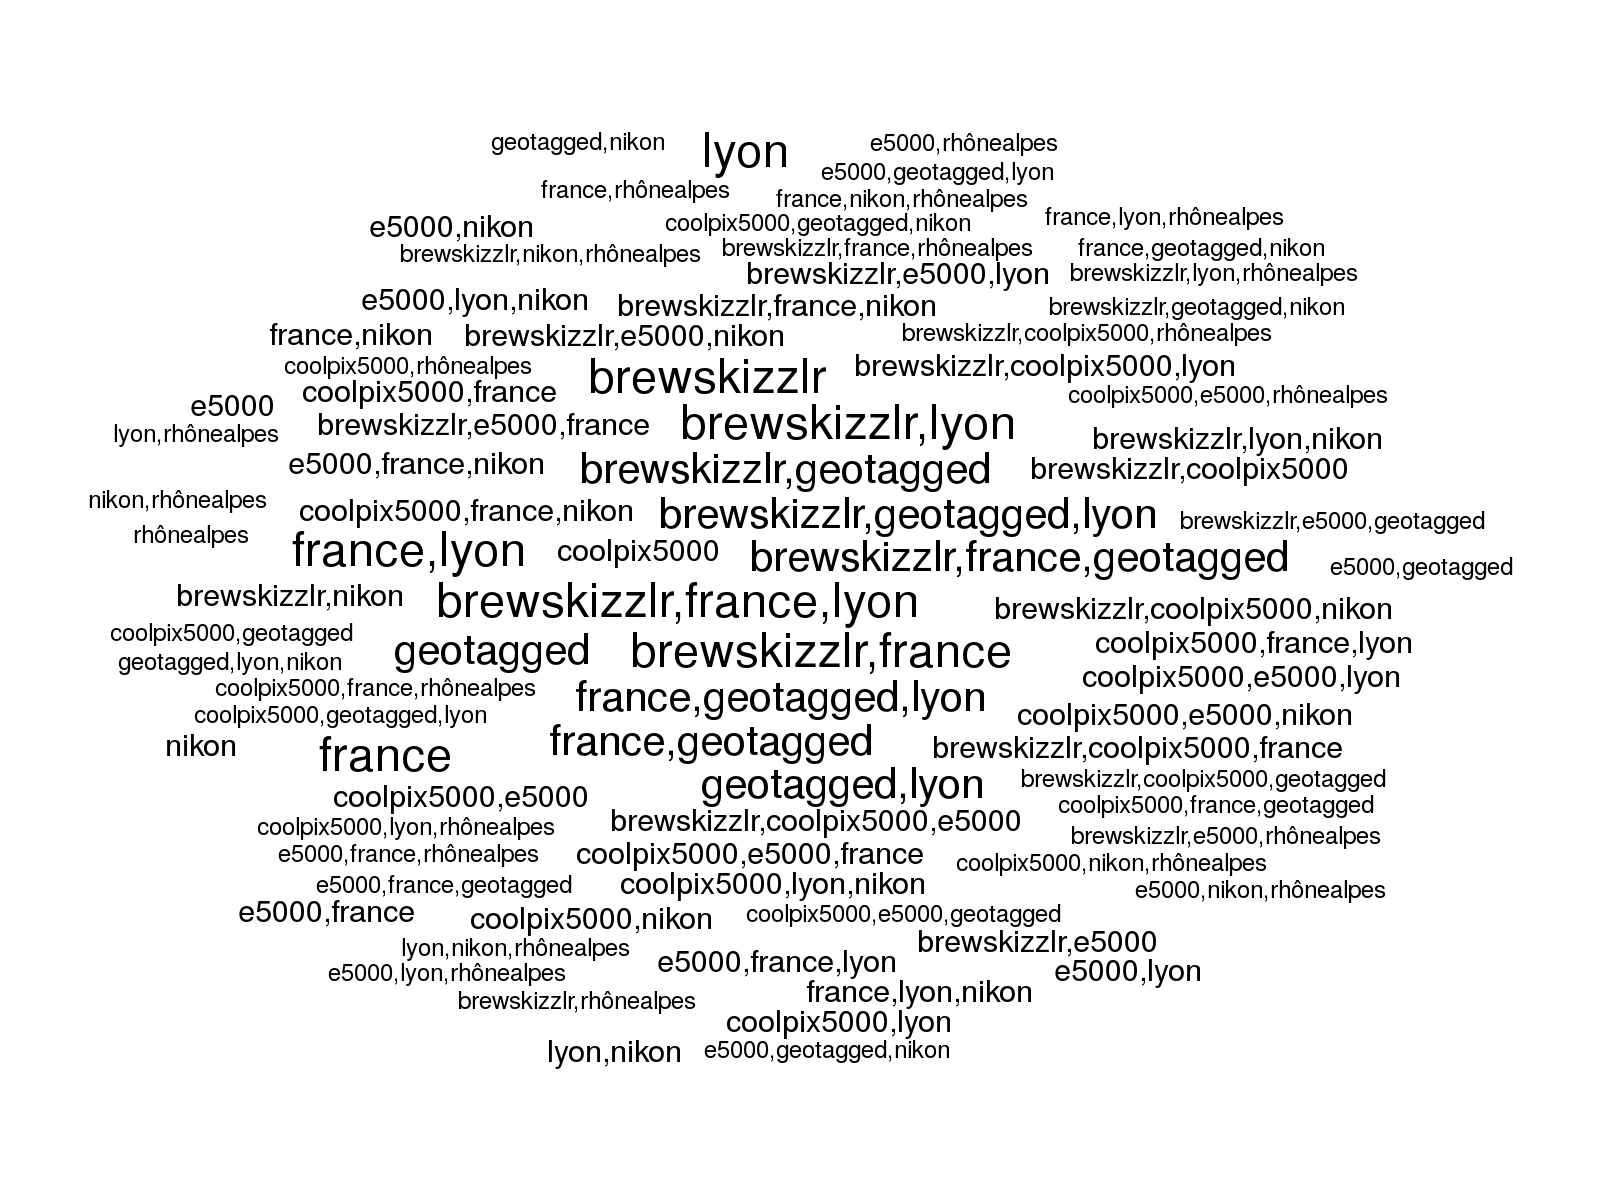 geotagged,nikon lyon e5000,rhônealpes
e5000,geotagged,lyon
france,rhônealpes france,nikon,rhônealpes
e5000,nikon coolpix5000,geotagged,nikon france,lyon,rhônealpes
brewskizzlr,nikon,rhônealpes brewskizzlr,france,rhônealpes france,geotagged,nikon
brewskizzlr,e5000,lyon brewskizzlr,lyon,rhônealpes
e5000,lyon,nikon brewskizzlr,france,nikon brewskizzlr,geotagged,nikon
france,nikon brewskizzlr,e5000,nikon brewskizzlr,coolpix5000,rhônealpes
coolpix5000,rhônealpes brewskizzlr brewskizzlr,coolpix5000,lyon
coolpix5000,france coolpix5000,e5000,rhônealpes
e5000 brewskizzlr,e5000,france brewskizzlr,lyon
lyon,rhônealpes brewskizzlr,lyon,nikon
e5000,france,nikon brewskizzlr,geotagged brewskizzlr,coolpix5000
nikon,rhônealpes coolpix5000,france,nikon brewskizzlr,geotagged,lyon brewskizzlr,e5000,geotagged
rhônealpes france,lyon coolpix5000 brewskizzlr,france,geotagged e5000,geotagged
brewskizzlr,nikon brewskizzlr,france,lyon brewskizzlr,coolpix5000,nikon
coolpix5000,geotagged geotagged brewskizzlr,france coolpix5000,france,lyon
geotagged,lyon,nikon coolpix5000,e5000,lyon
coolpix5000,france,rhônealpes france,geotagged,lyon
coolpix5000,geotagged,lyon coolpix5000,e5000,nikon
nikon france france,geotagged brewskizzlr,coolpix5000,france
geotagged,lyon brewskizzlr,coolpix5000,geotagged
coolpix5000,e5000 coolpix5000,france,geotagged
coolpix5000,lyon,rhônealpes brewskizzlr,coolpix5000,e5000 brewskizzlr,e5000,rhônealpes
e5000,france,rhônealpes coolpix5000,e5000,france coolpix5000,nikon,rhônealpes
e5000,france,geotagged coolpix5000,lyon,nikon e5000,nikon,rhônealpes
e5000,france coolpix5000,nikon coolpix5000,e5000,geotagged
lyon,nikon,rhônealpes brewskizzlr,e5000
e5000,lyon,rhônealpes e5000,france,lyon e5000,lyon
brewskizzlr,rhônealpes france,lyon,nikon
coolpix5000,lyon
lyon,nikon e5000,geotagged,nikon